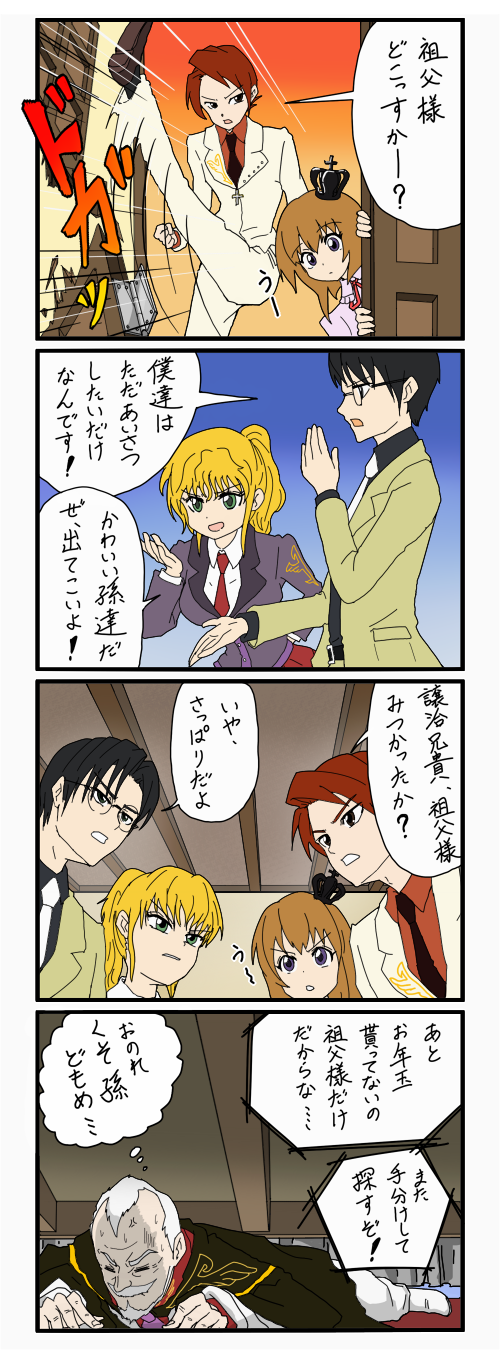 祖父様
どこっすかー？
ドガッ
うー
僕達は
ただあいさつ
したいだけ
なんです！
かわいい孫達だ
ぜ、出てこいよ！
譲治兄貴、祖父様
みつかったか？
いや、
さっぱりだよ
う～
あと
お年玉
貰ってないの
祖父様だけ
だからな……
また
手分けして
探すぞ！
おのれ
くそ孫
どもめ…